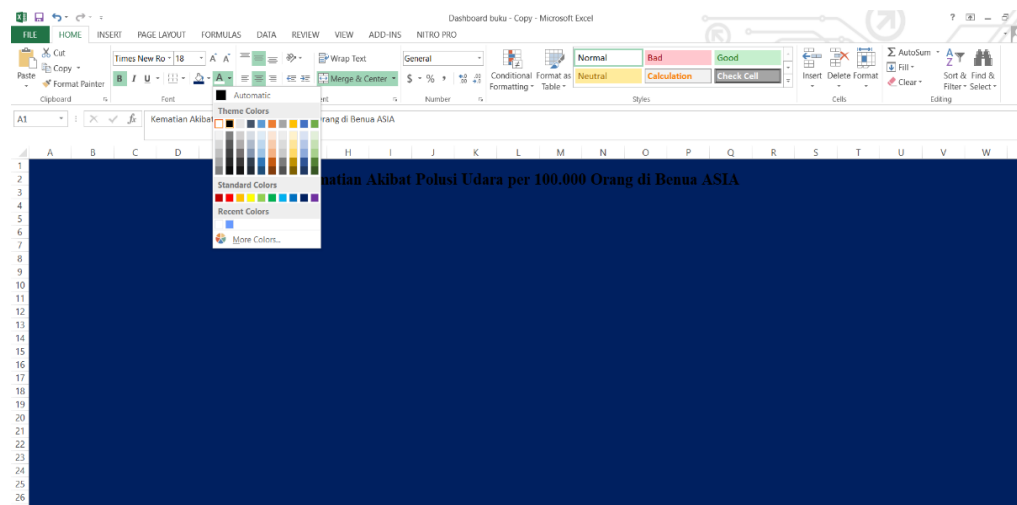 Dashboard buku - Copy - Microsoft Excel
FILE HOME INSERT PAGE LAYOUT FORMULAS DATA REVIEW VIEW ADD-INS NITRO PRO
Paste
Cut
Copy
Format Painter
Clipboard
Times New Ro 18
B I U
Font
Wrap Text
Merge & Center
General
$ % ,
Number
Conditional Formatting
Format as Table
Normal Bad Good
Neutral Calculation Check Cell
Styles
Insert Delete Format
Cells
AutoSum
Fill
Clear
Sort & Filter
Find & Select
Editing
Automatic
Theme Colors
Standard Colors
Recent Colors
More Colors...
A1
fx
Kematian Akibat
rang di Benua ASIA
A B C D H I J K L M N O P Q R S T U V W
matian Akibat Polusi Udara per 100.000 Orang di Benua ASIA
1
2
3
4
5
6
7
8
9
10
11
12
13
14
15
16
17
18
19
20
21
22
23
24
25
26